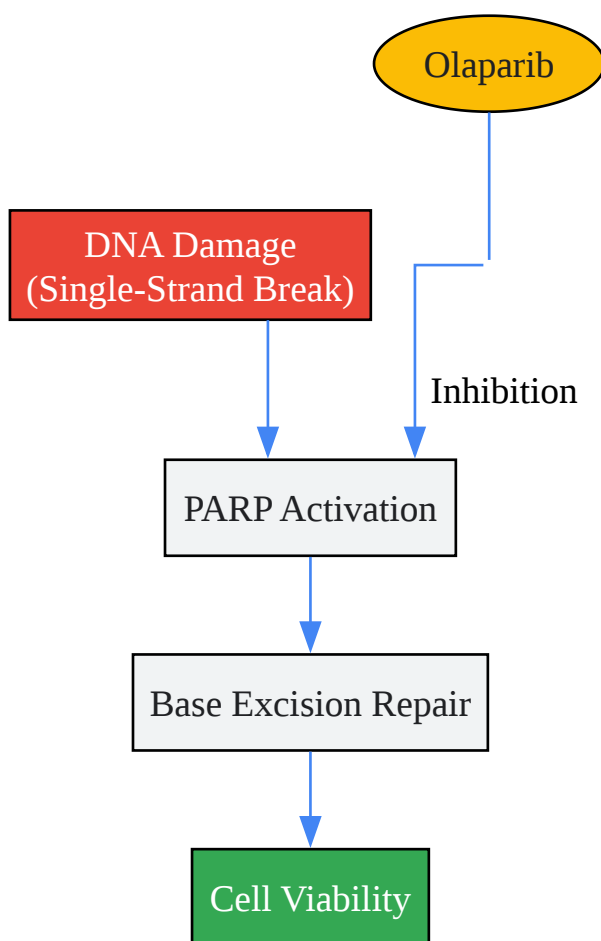 Olaparib
DNA Damage
(Single-Strand Break)
Inhibition
PARP Activation
Base Excision Repair
Cell Viability